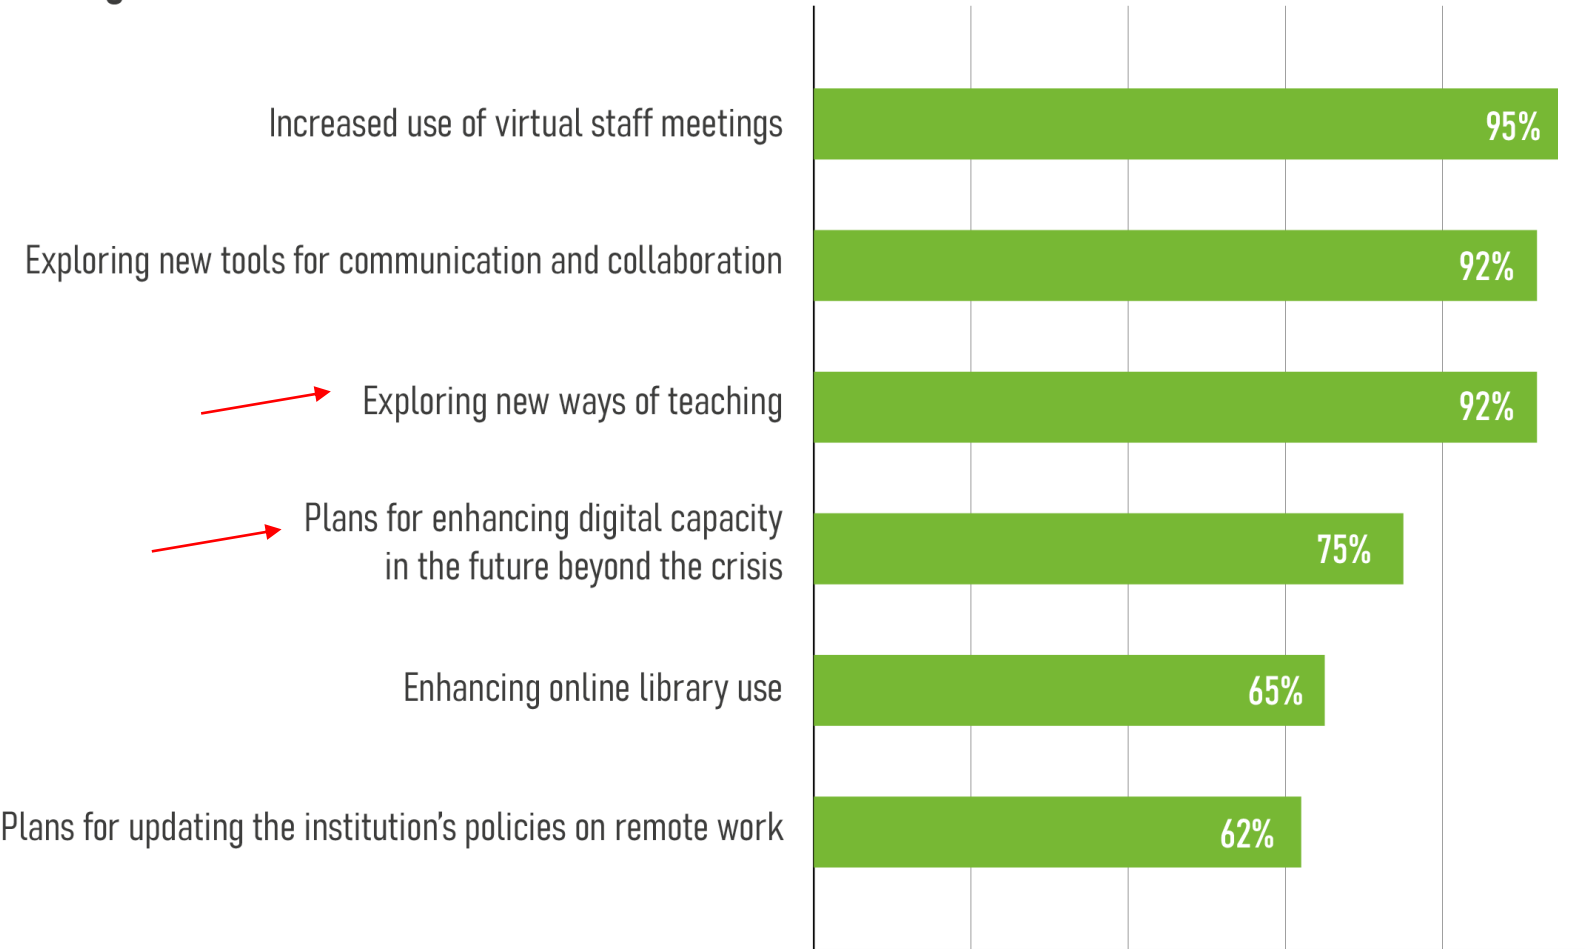 Increased use of virtual staff meetings
95%
Exploring new tools for communication and collaboration
92%
Exploring new ways of teaching
92%
Plans for enhancing digital capacity
in the future beyond the crisis
75%
Enhancing online library use
65%
Plans for updating the institution’s policies on remote work
62%